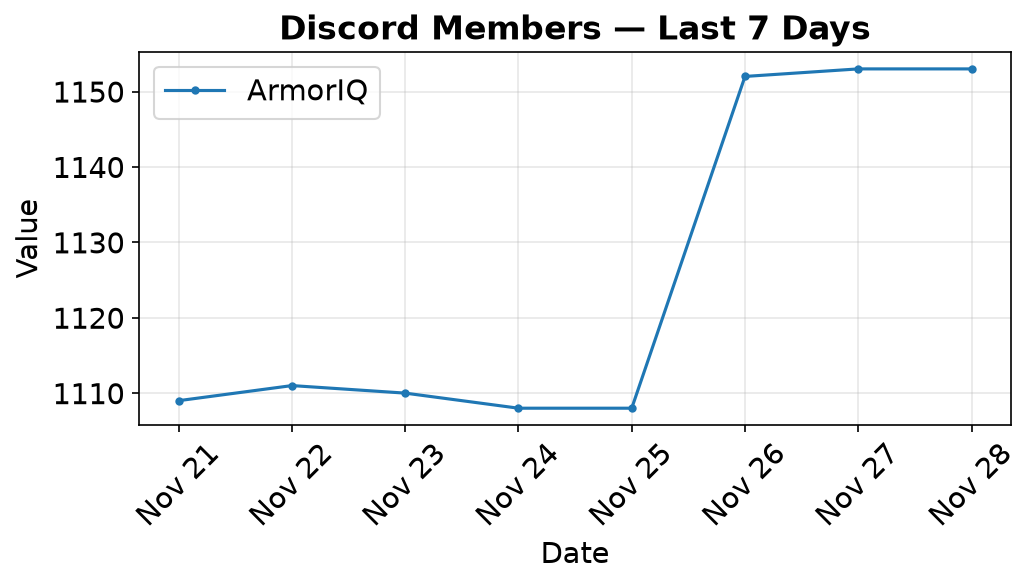 Discord Members — Last 7 Days
ArmorIQ
Value
1150
1140
1130
1120
1110
Nov 21
Nov 22
Nov 23
Nov 24
Nov 25
Nov 26
Nov 27
Nov 28
Date